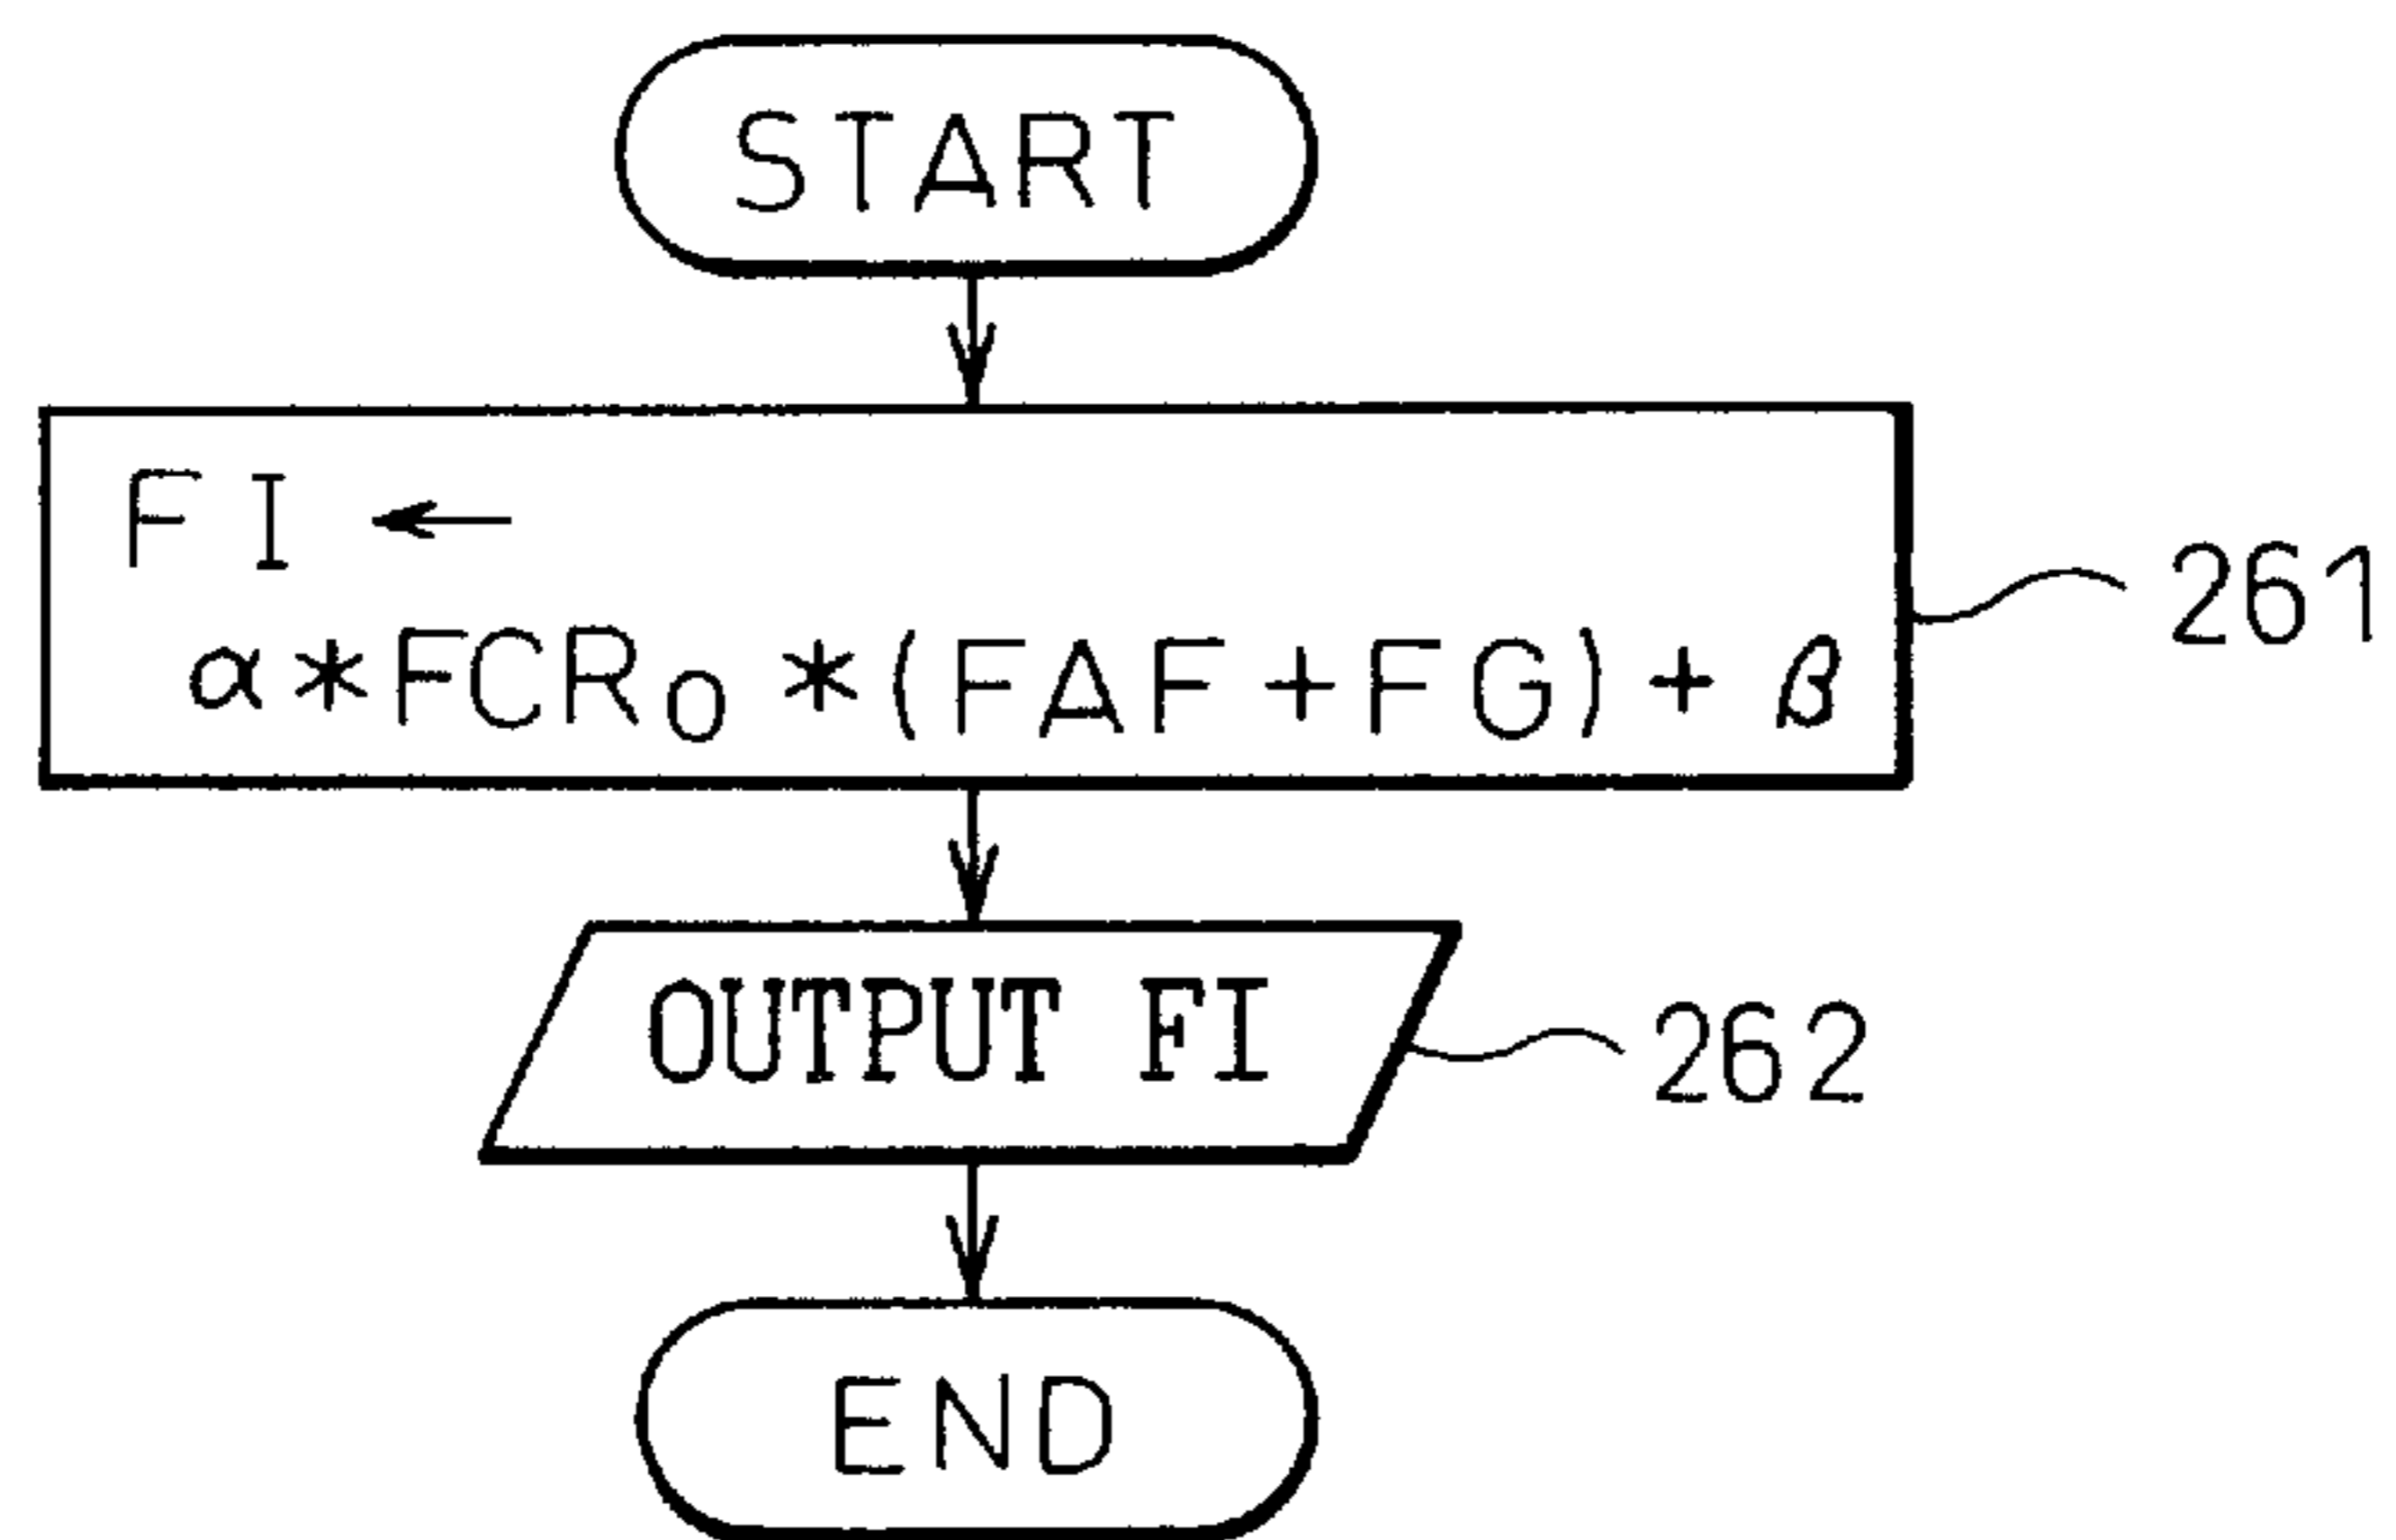 START
FI ←
α*FCR₀*(FAF+FG)+β
261
OUTPUT FI
262
END